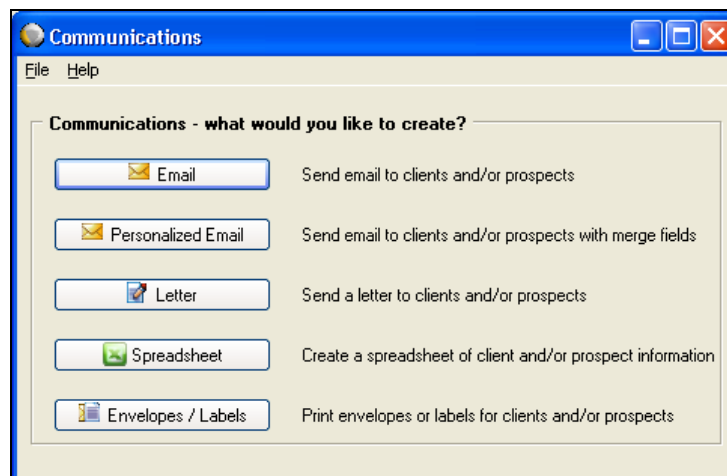 Communications
File Help
Communications - what would you like to create?
Email Send email to clients and/or prospects
Personalized Email Send email to clients and/or prospects with merge fields
Letter Send a letter to clients and/or prospects
Spreadsheet Create a spreadsheet of client and/or prospect information
Envelopes / Labels Print envelopes or labels for clients and/or prospects